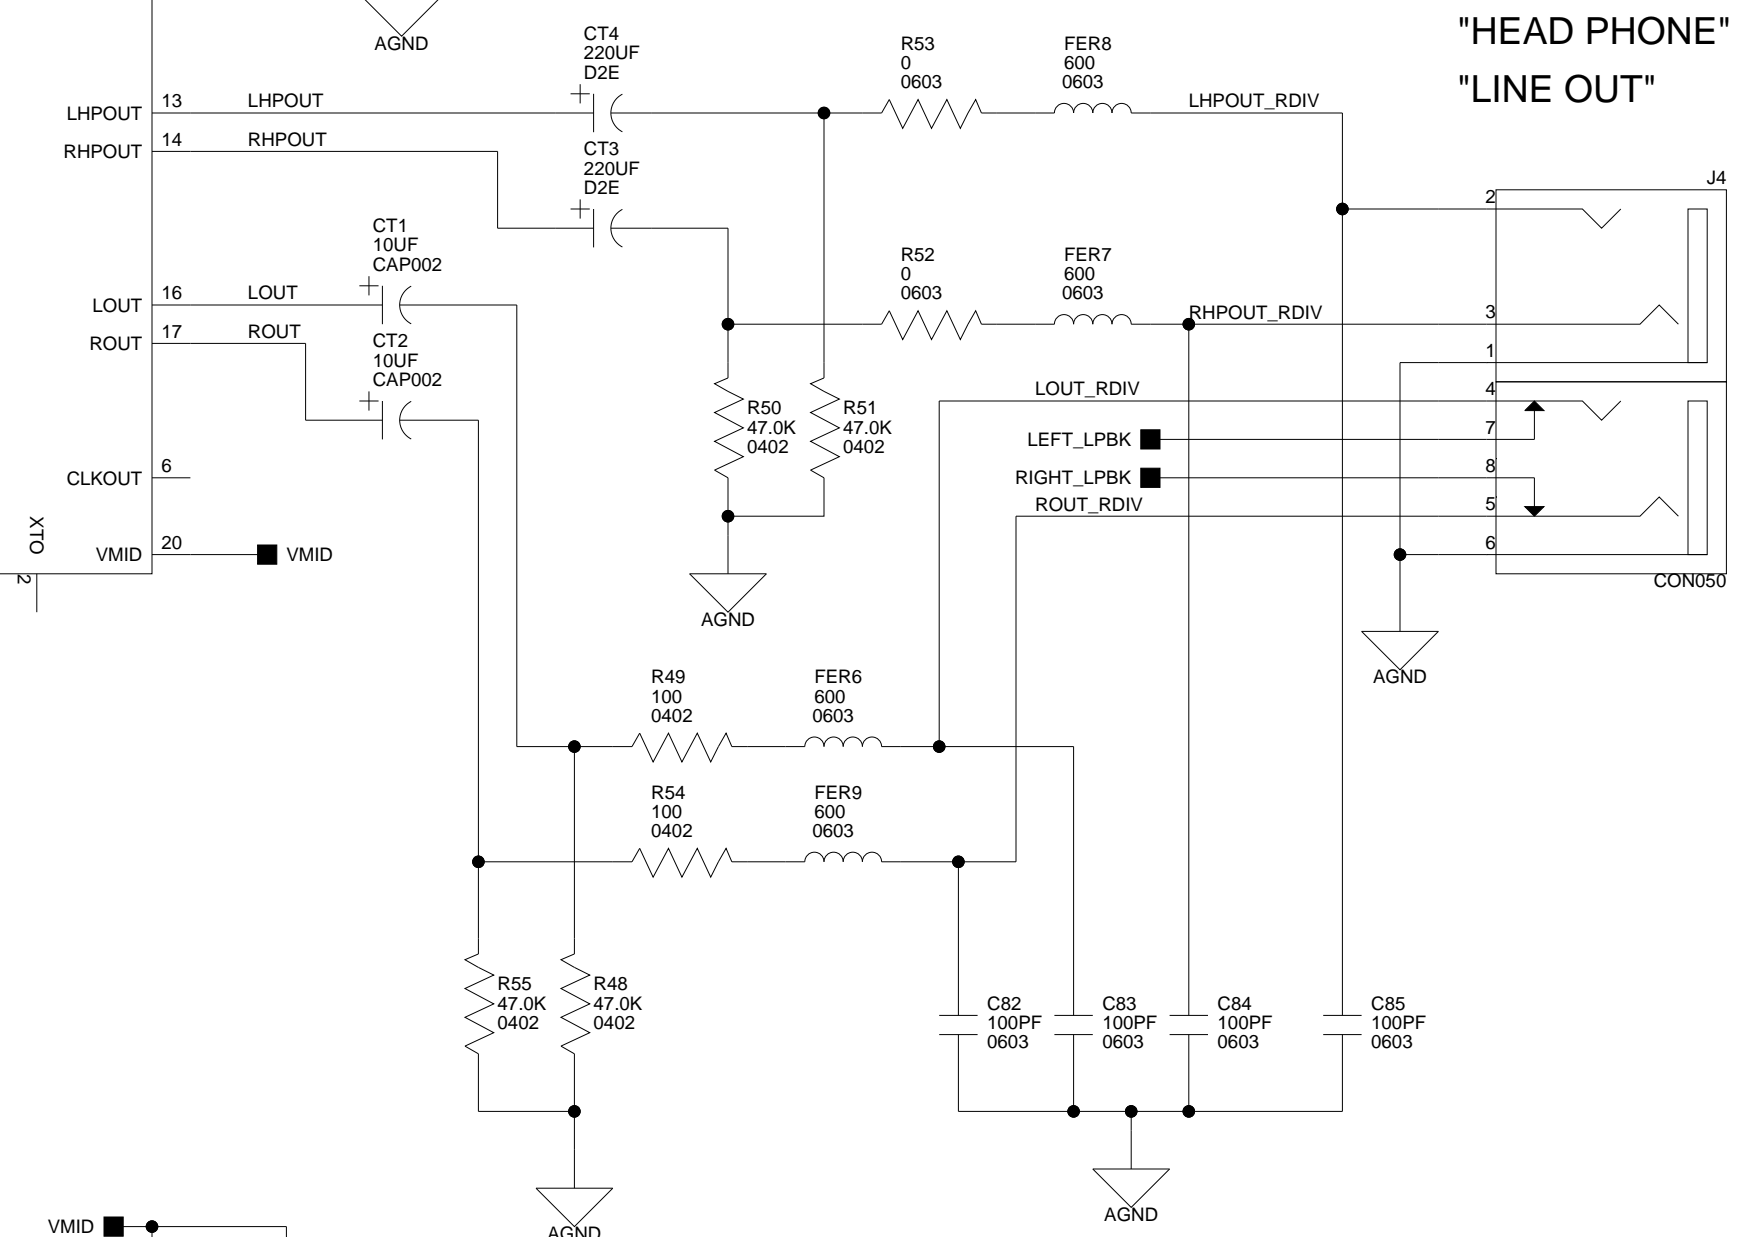 "HEAD PHONE"
"LINE OUT"
AGND
CT4
220UF
D2E
R53
0
0603
FER8
600
0603
LHPOUT
13
LHPOUT
LHPOUT_RDIV
RHPOUT
14
RHPOUT
CT3
220UF
D2E
J4
2
CT1
10UF
CAP002
R52
0
0603
FER7
600
0603
LOUT
16
LOUT
RHPOUT_RDIV
3
ROUT
17
ROUT
CT2
10UF
CAP002
1
LOUT_RDIV
4
R50
47.0K
0402
R51
47.0K
0402
LEFT_LPBK
7
CLKOUT
6
RIGHT_LPBK
8
ROUT_RDIV
5
XTO
2
VMID
20
VMID
6
CON050
AGND
AGND
R49
100
0402
FER6
600
0603
R54
100
0402
FER9
600
0603
R55
47.0K
0402
R48
47.0K
0402
C82
100PF
0603
C83
100PF
0603
C84
100PF
0603
C85
100PF
0603
AGND
AGND
VMID